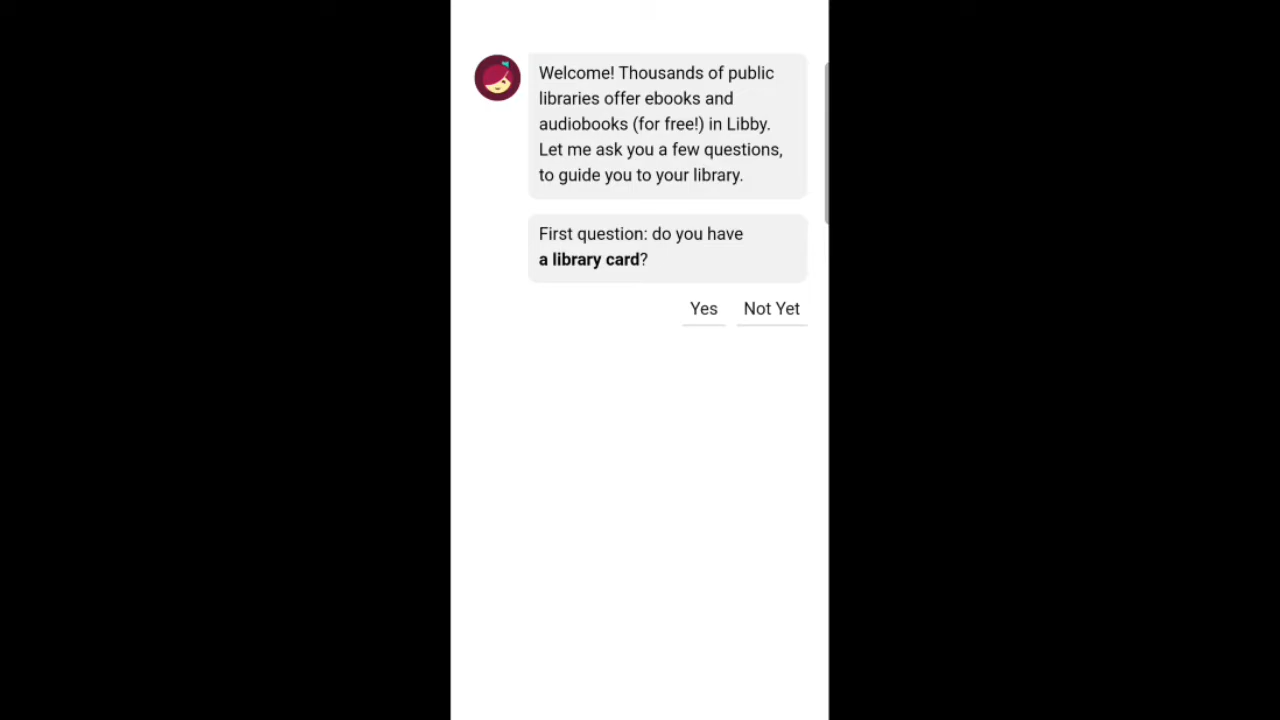 Welcome! Thousands of public
libraries offer ebooks and
audiobooks (for free!) in Libby.
Let me ask you a few questions,
to guide you to your library.
First question: do you have
a library card?
Yes Not Yet